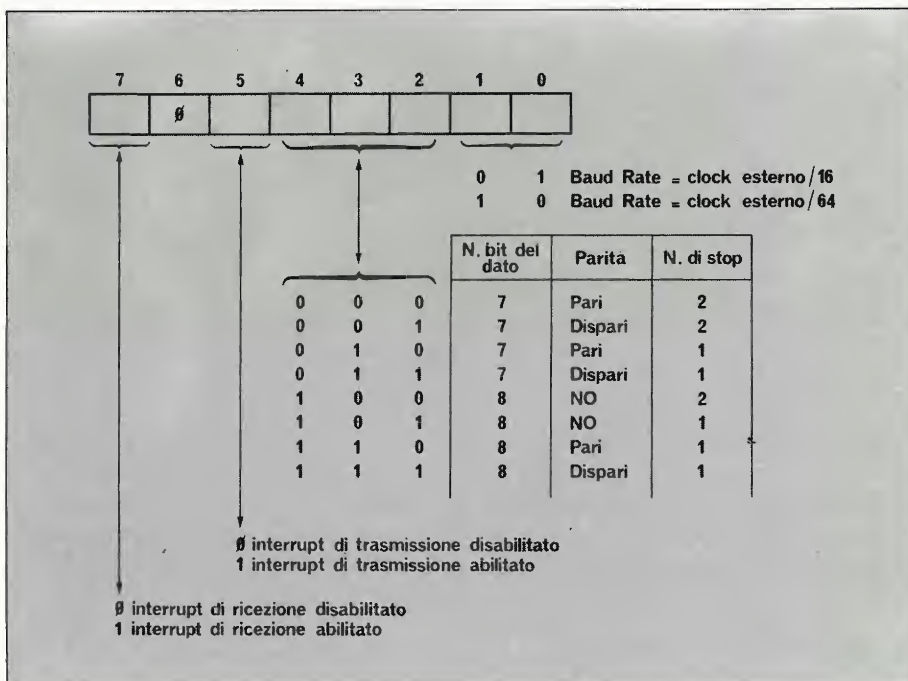 7 6 5 4 3 2 1 0
Ø
0 1 Baud Rate = clock esterno/16
1 0 Baud Rate = clock esterno/64
N. bit del dato Parità N. di stop
0 0 0 7 Pari 2
0 0 1 7 Dispari 2
0 1 0 7 Pari 1
0 1 1 7 Dispari 1
1 0 0 8 NO 2
1 0 1 8 NO 1
1 1 0 8 Pari 1
1 1 1 8 Dispari 1
Ø interrupt di trasmissione disabilitato
1 interrupt di trasmissione abilitato
Ø interrupt di ricezione disabilitato
1 interrupt di ricezione abilitato